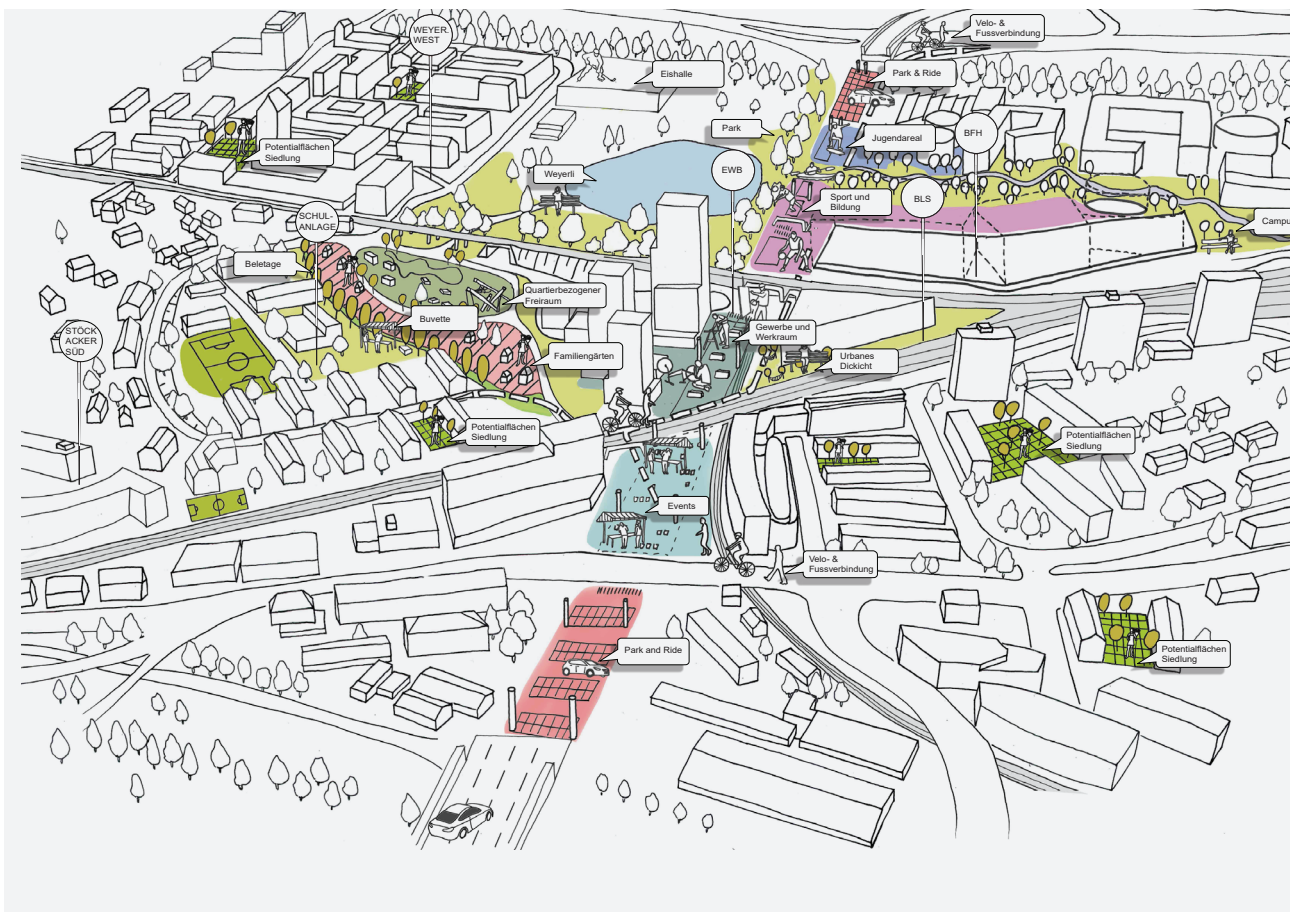 Velo- &
Fussverbindung
WEYER.
WEST
Eishalle
Park & Ride
Park
Jugendareal
BFH
Potentialflächen
Siedlung
Weyerli
EWB
BLS
Sport und
Bildung
SCHUL-
ANLAGE
Campu
Beletage
Quartierbezogener
Freiraum
Buvette
STÖCK
ACKER
SÜD
Gewerbe und
Werkraum
Familiengärten
Urbanes
Dickicht
Potentialflächen
Siedlung
Potentialflächen
Siedlung
Events
Velo- &
Fussverbindung
Park and Ride
Potentialflächen
Siedlung